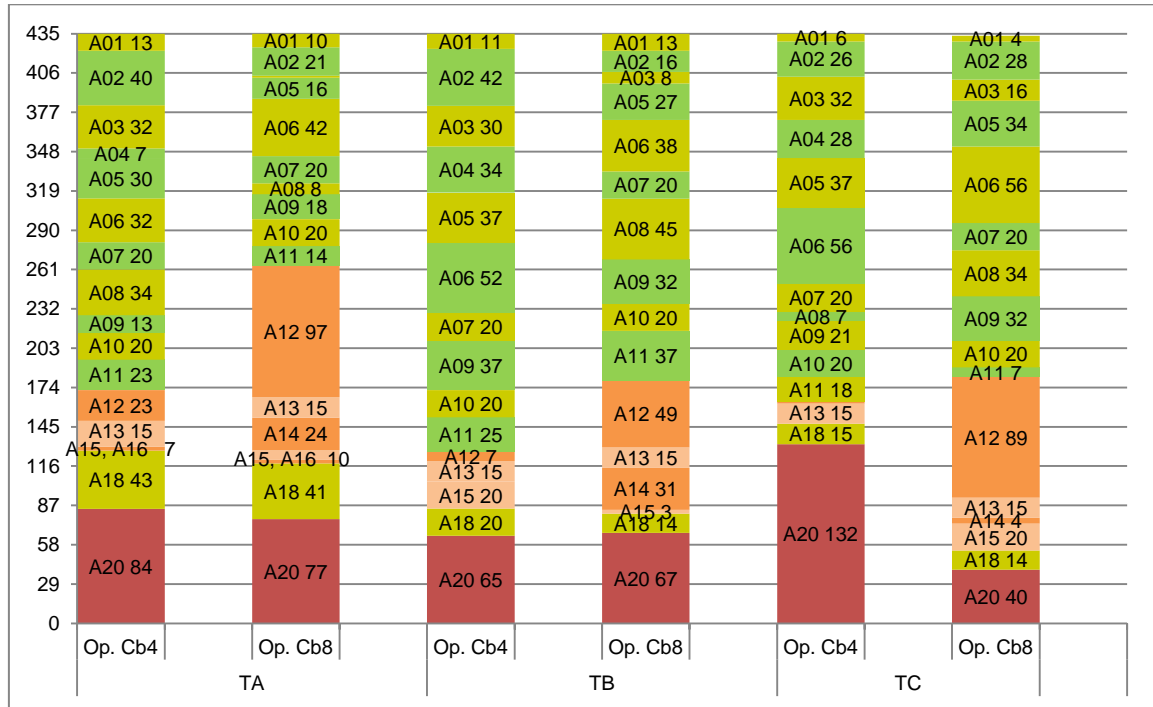 435
406
377
348
319
290
261
232
203
174
145
116
87
58
29
0
A01 13
A02 40
A03 32
A04 7
A05 30
A06 32
A07 20
A08 34
A09 13
A10 20
A11 23
A12 23
A13 15
A15, A16 7
A18 43
A20 84
A01 10
A02 21
A05 16
A06 42
A07 20
A08 8
A09 18
A10 20
A11 14
A12 97
A13 15
A14 24
A15, A16 10
A18 41
A20 77
A01 11
A02 42
A03 30
A04 34
A05 37
A06 52
A07 20
A09 37
A10 20
A11 25
A12 7
A13 15
A15 20
A18 20
A20 65
A01 13
A02 16
A03 8
A05 27
A06 38
A07 20
A08 45
A09 32
A10 20
A11 37
A12 49
A13 15
A14 31
A15 3
A18 14
A20 67
A01 6
A02 26
A03 32
A04 28
A05 37
A06 56
A07 20
A08 7
A09 21
A10 20
A11 18
A13 15
A18 15
A20 132
A01 4
A02 28
A03 16
A05 34
A06 56
A07 20
A08 34
A09 32
A10 20
A11 7
A12 89
A13 15
A14 4
A15 20
A18 14
A20 40
Op. Cb4 Op. Cb8 Op. Cb4 Op. Cb8 Op. Cb4 Op. Cb8
TA TB TC